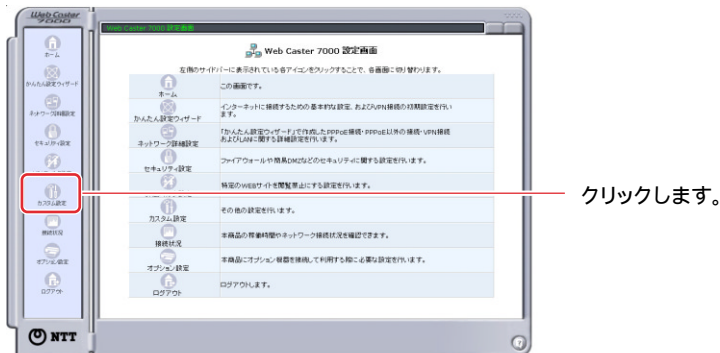 Web Caster
7000
Web Caster 7000 設定画面
ホーム
かんたん設定ウィザード
ネットワーク詳細設定
セキュリティ設定
カスタム設定
接続状況
オプション設定
ログアウト
NTT
Web Caster 7000 設定画面
左側のサイドバーに表示されている各アイコンをクリックすることで、各画面に切り替わります。
ホーム
この画面です。
かんたん設定ウィザード
インターネットに接続するための基本的な設定、およびVPN接続の初期設定を行い
ます。
ネットワーク詳細設定
「かんたん設定ウィザード」で作成したPPPoE接続・PPPoE以外の接続・VPN接続
およびLANに関する詳細設定を行います。
セキュリティ設定
ファイアウォールや簡易DMZなどのセキュリティに関する設定を行います。
特定のWEBサイトを閲覧禁止にする設定を行います。
カスタム設定
その他の設定を行います。
接続状況
本商品の稼働時間やネットワーク接続状況を確認できます。
オプション設定
本商品にオプション機器を接続して利用する際に必要な設定を行います。
ログアウト
ログアウトします。
クリックします。